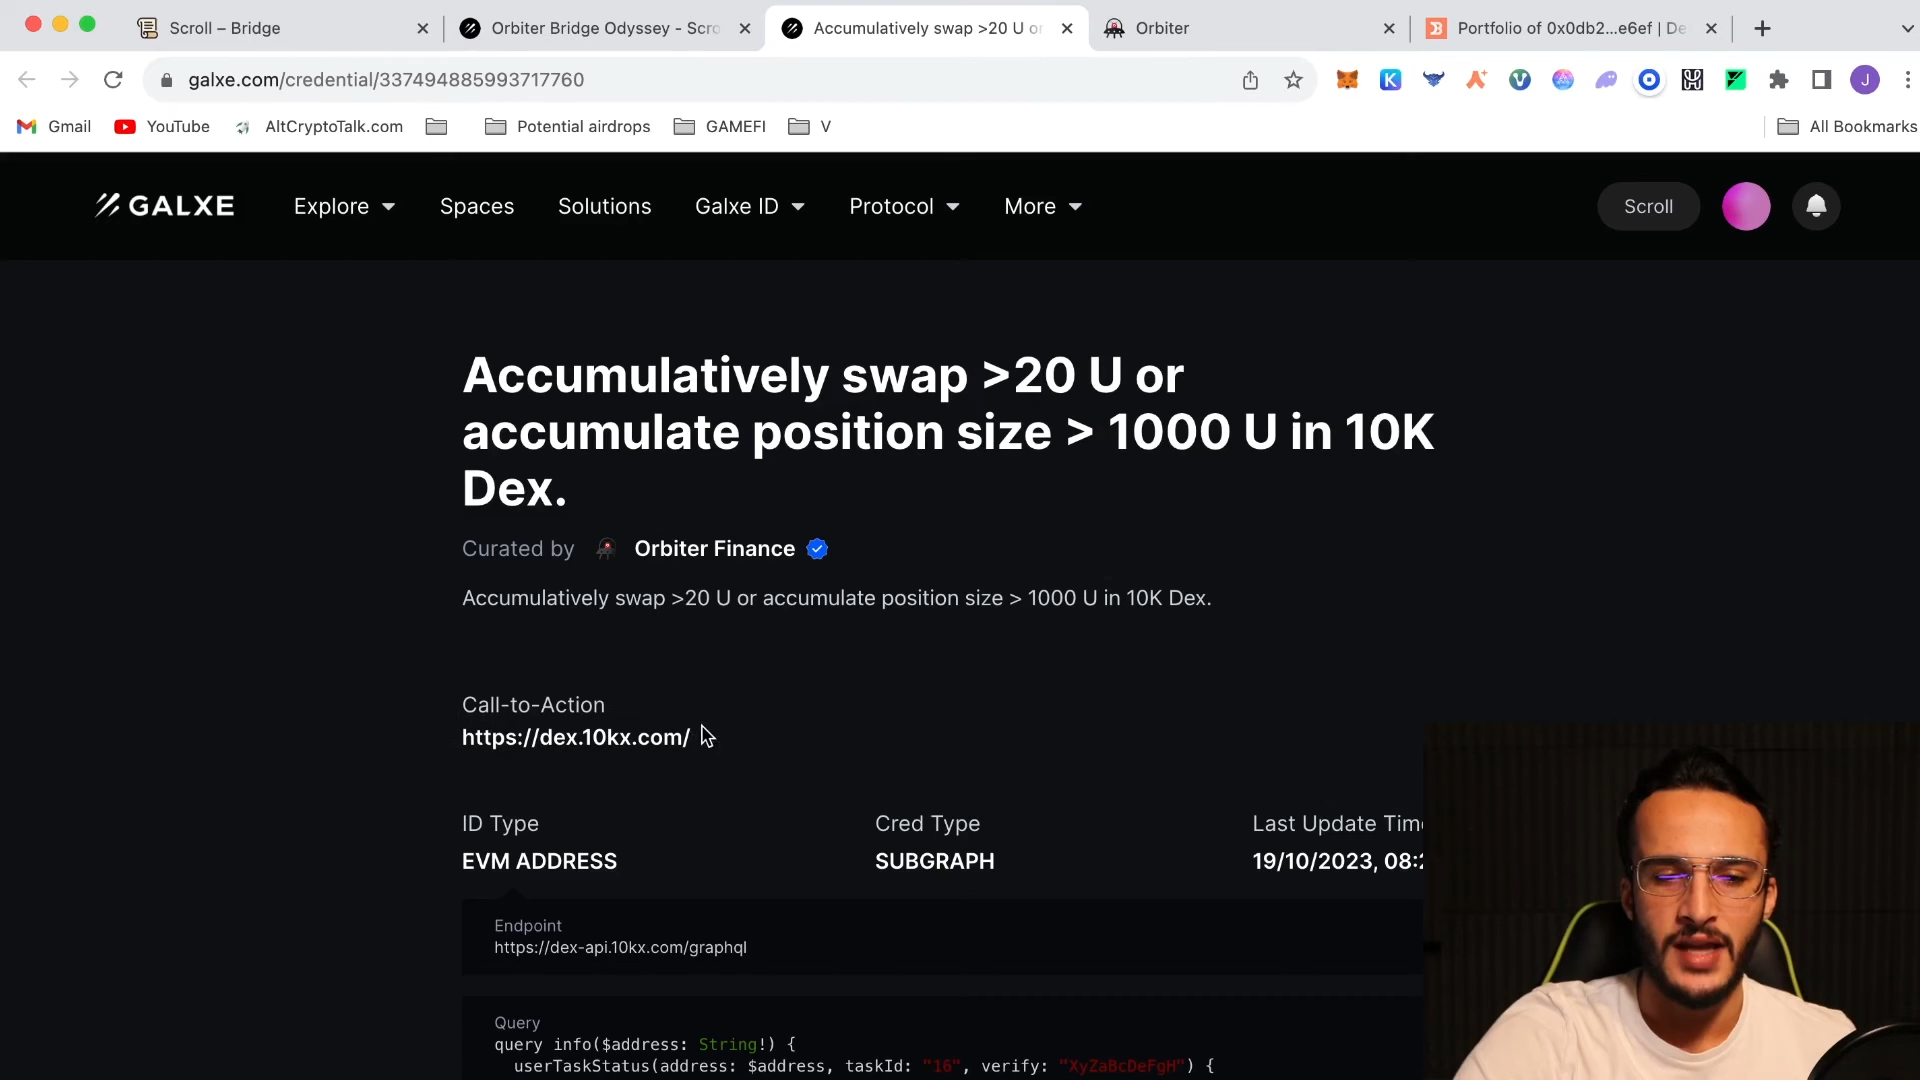 Scroll – Bridge
Orbiter Bridge Odyssey - Scro
Accumulatively swap >20 U or
Orbiter
Portfolio of 0x0db2...e6ef | De
galxe.com/credential/337494885993717760
J
Gmail
YouTube
AltCryptoTalk.com
Potential airdrops
GAMEFI
V
All Bookmarks
GALXE
Explore
Spaces
Solutions
Galxe ID
Protocol
More
Scroll
Accumulatively swap >20 U or
accumulate position size > 1000 U in 10K
Dex.
Curated by Orbiter Finance
Accumulatively swap >20 U or accumulate position size > 1000 U in 10K Dex.
Call-to-Action
https://dex.10kx.com/
ID Type
Cred Type
Last Update Time
EVM ADDRESS
SUBGRAPH
19/10/2023, 08:2
Endpoint
https://dex-api.10kx.com/graphql
Query
query info($address: String!) {
userTaskStatus(address: $address, taskId: "16", verify: "XyZaBcDeFgH") {